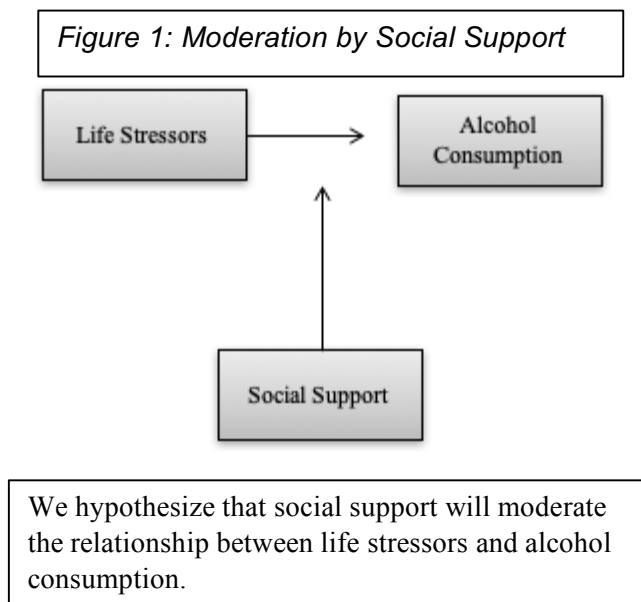 Figure 1: Moderation by Social Support
Life Stressors
Alcohol
Consumption
Social Support
We hypothesize that social support will moderate
the relationship between life stressors and alcohol
consumption.